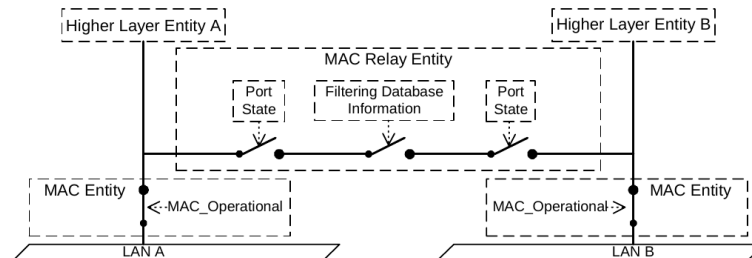 Higher Layer Entity A
Higher Layer Entity B
MAC Relay Entity
Port
State
Filtering Database
Information
Port
State
MAC Entity
MAC_Operational
MAC Entity
MAC_Operational
LAN A
LAN B